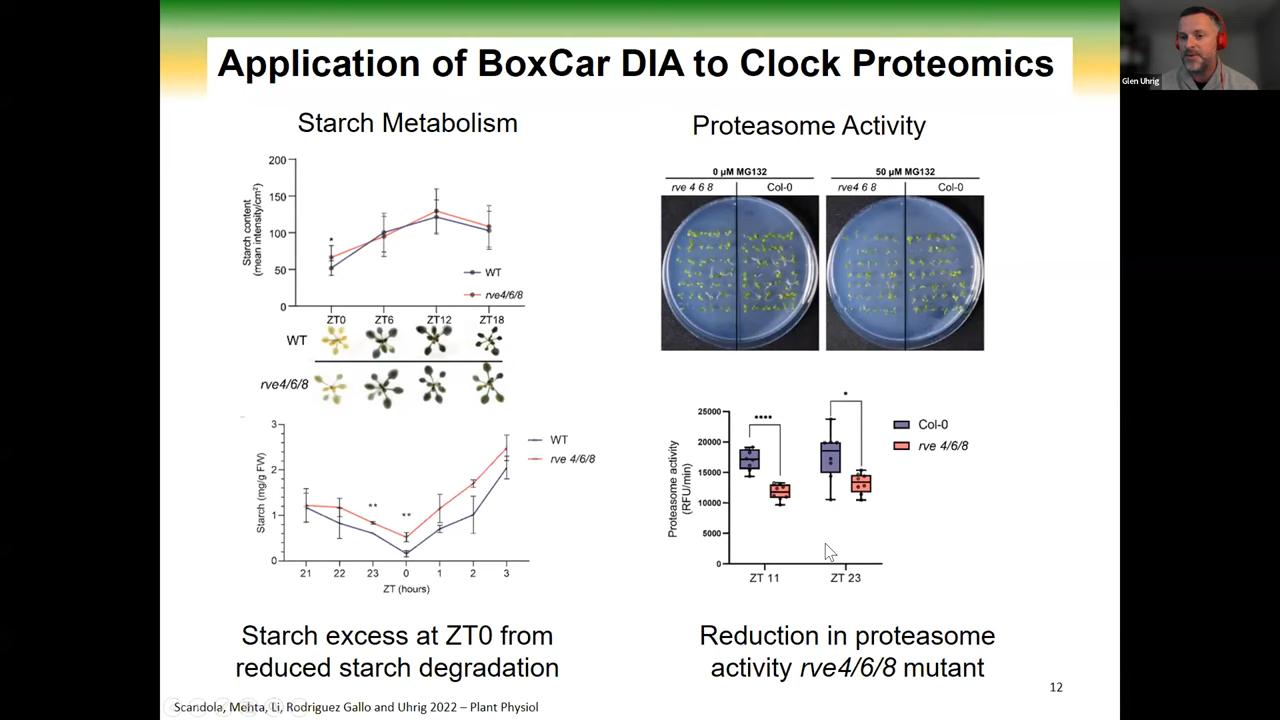 Application of BoxCar DIA to Clock Proteomics
Glen Uhrig
Starch Metabolism
200
150
100
50
0
Starch content
(mean intensity/cm²)
*
WT
rve4/6/8
ZT0 ZT6 ZT12 ZT18
WT
rve4/6/8
3
2
1
0
Starch (mg/g FW)
** **
WT
rve 4/6/8
21 22 23 0 1 2 3
ZT (hours)
Starch excess at ZT0 from
reduced starch degradation
Proteasome Activity
0 µM MG132 50 µM MG132
rve 4 6 8 Col-0 rve4 6 8 Col-0
25000
20000
15000
10000
5000
0
Proteasome activity
(RFU/min)
**** *
Col-0
rve 4/6/8
ZT 11 ZT 23
Reduction in proteasome
activity rve4/6/8 mutant
12
Scandola, Mehta, Li, Rodriguez Gallo and Uhrig 2022 – Plant Physiol